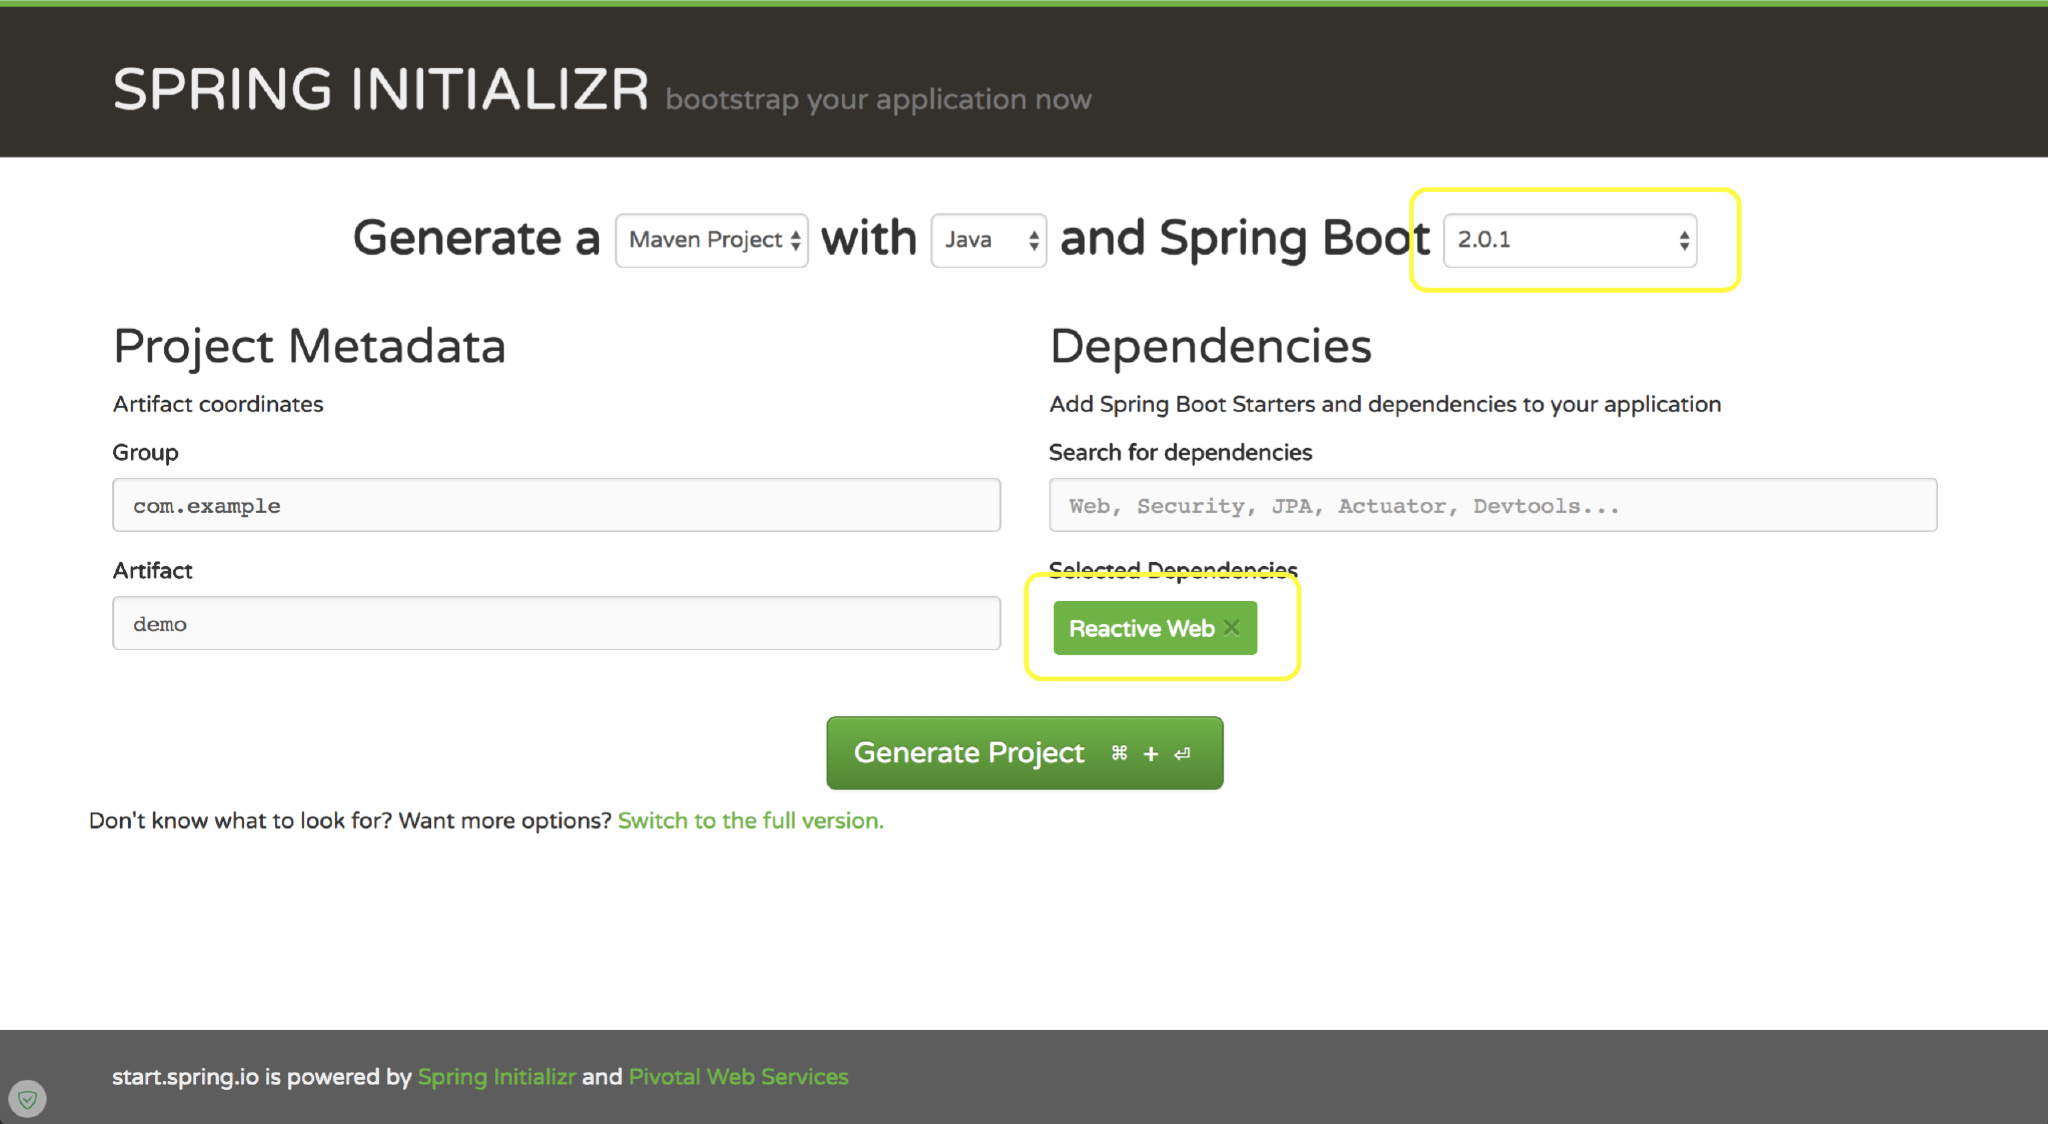 SPRING INITIALIZR bootstrap your application now
Generate a Maven Project with Java and Spring Boot 2.0.1
Project Metadata
Artifact coordinates
Group
com.example
Artifact
demo
Dependencies
Add Spring Boot Starters and dependencies to your application
Search for dependencies
Web, Security, JPA, Actuator, Devtools...
Selected Dependencies
Reactive Web ×
Generate Project ⌘ + ⏎
Don't know what to look for? Want more options? Switch to the full version.
start.spring.io is powered by Spring Initializr and Pivotal Web Services